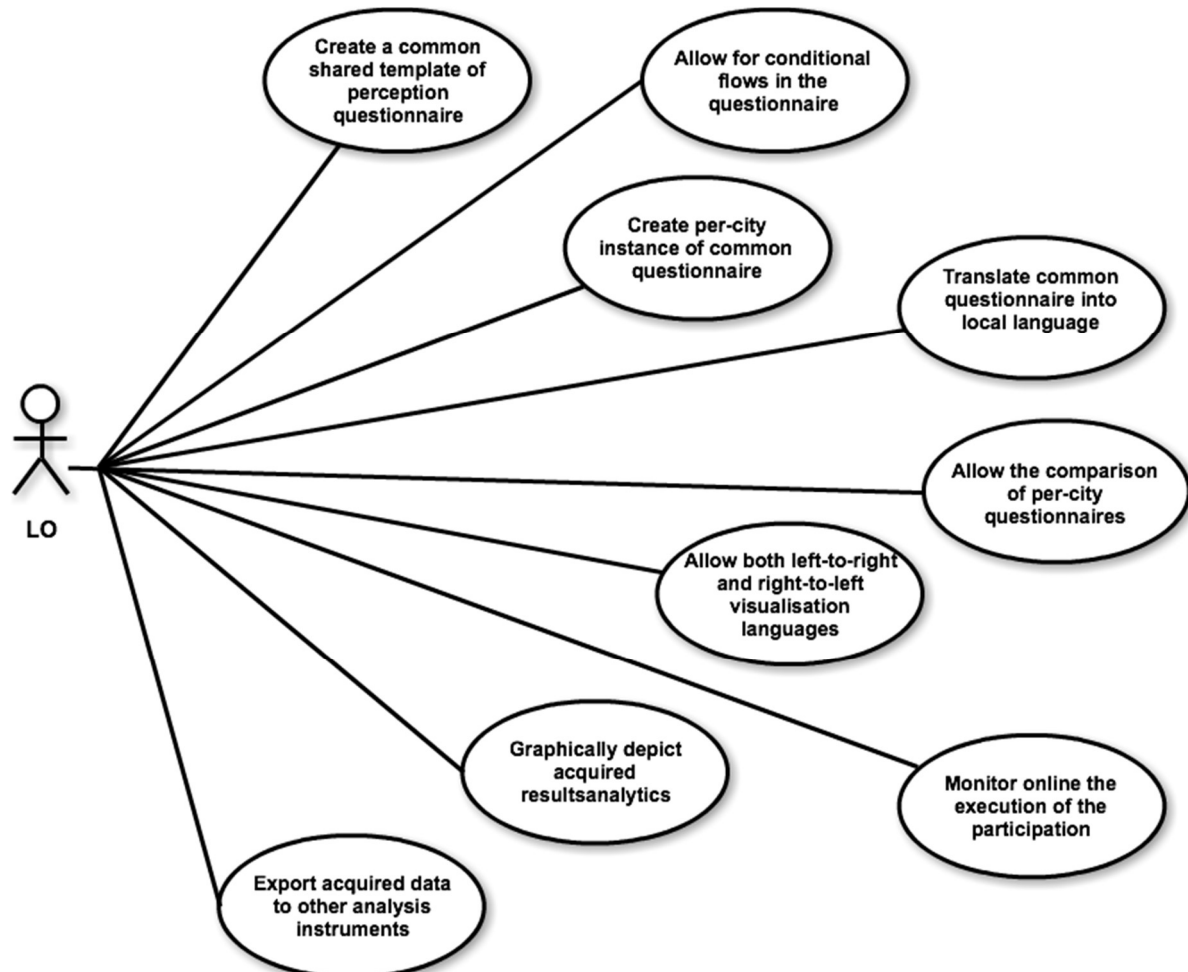 Create a common
shared template of
perception
questionnaire
Allow for conditional
flows in the
questionnaire
Create per-city
instance of common
questionnaire
Translate common
questionnaire into
local language
LO
Allow the comparison
of per-city
questionnaires
Allow both left-to-right
and right-to-left
visualisation
languages
Graphically depict
acquired
resultsanalytics
Monitor online the
execution of the
participation
Export acquired data
to other analysis
instruments